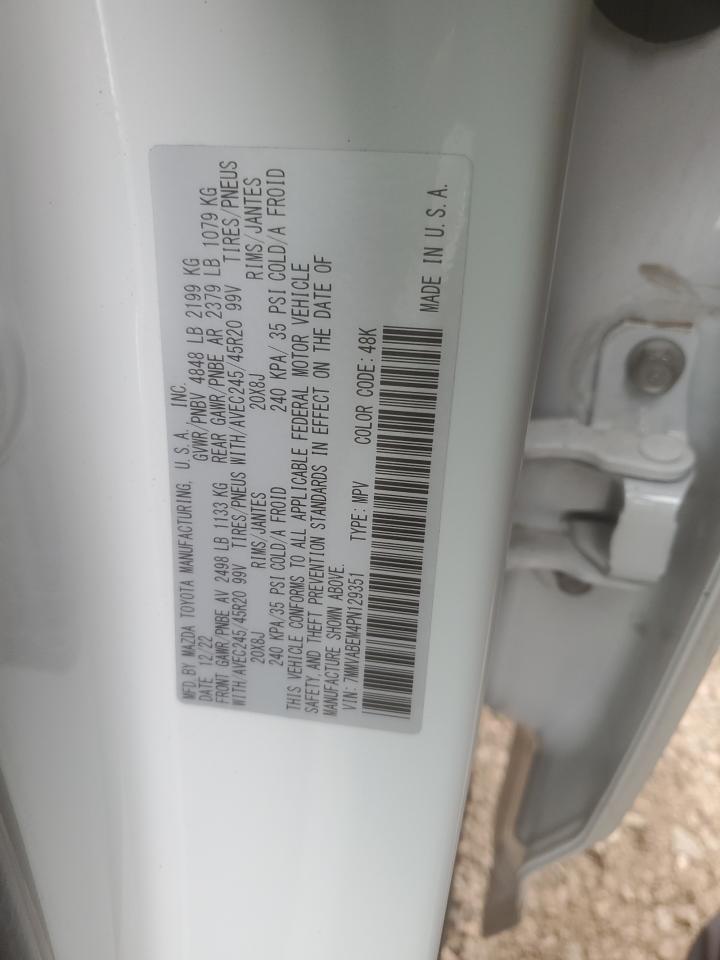 MFD. BY MAZDA TOYOTA MANUFACTURING, U.S.A. INC.
DATE 12/22 GVWR/PNBV 4848 LB 2199 KG
FRONT GAWR/PNBE AV 2498 LB 1133 KG REAR GAWR/PNBE AR 2379 LB 1079 KG
WITH/AVEC245/45R20 99V TIRES/PNEUS WITH/AVEC245/45R20 99V TIRES/PNEUS
20X8J RIMS/JANTES 20X8J RIMS/JANTES
240 KPA/35 PSI COLD/A FROID 240 KPA/35 PSI COLD/A FROID
THIS VEHICLE CONFORMS TO ALL APPLICABLE FEDERAL MOTOR VEHICLE
SAFETY, AND THEFT PREVENTION STANDARDS IN EFFECT ON THE DATE OF
MANUFACTURE SHOWN ABOVE.
VIN: 7MMVABEM4PN129351 TYPE: MPV COLOR CODE: 48K
MADE IN U.S.A.